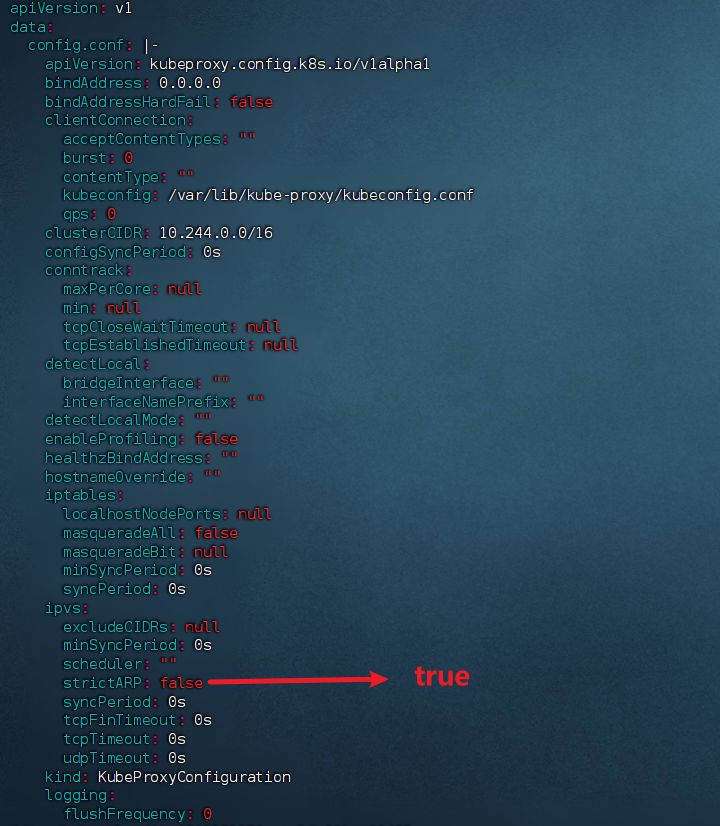 apiVersion: v1
data:
  config.conf: |-
    apiVersion: kubeproxy.config.k8s.io/v1alpha1
    bindAddress: 0.0.0.0
    bindAddressHardFail: false
    clientConnection:
      acceptContentTypes: ""
      burst: 0
      contentType: ""
      kubeconfig: /var/lib/kube-proxy/kubeconfig.conf
      qps: 0
    clusterCIDR: 10.244.0.0/16
    configSyncPeriod: 0s
    conntrack:
      maxPerCore: null
      min: null
      tcpCloseWaitTimeout: null
      tcpEstablishedTimeout: null
    detectLocal:
      bridgeInterface: ""
      interfaceNamePrefix: ""
    detectLocalMode: ""
    enableProfiling: false
    healthzBindAddress: ""
    hostnameOverride: ""
    iptables:
      localhostNodePorts: null
      masqueradeAll: false
      masqueradeBit: null
      minSyncPeriod: 0s
      syncPeriod: 0s
    ipvs:
      excludeCIDRs: null
      minSyncPeriod: 0s
      scheduler: ""
      strictARP: false true
      syncPeriod: 0s
      tcpFinTimeout: 0s
      tcpTimeout: 0s
      udpTimeout: 0s
    kind: KubeProxyConfiguration
    logging:
      flushFrequency: 0